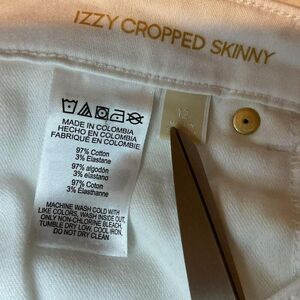 IZZY CROPPED SKINNY
MADE IN COLOMBIA
HECHO EN COLOMBIA
FABRIQUÉ EN COLOMBIE
97% Cotton
3% Elastane
97% algodón
3% elastano
97% Coton
3% Élasthanne
MACHINE WASH COLD WITH
LIKE COLORS, WASH INSIDE OUT,
ONLY NON-CHLORINE BLEACH,
TUMBLE DRY LOW, COOL IRON,
DO NOT DRY CLEAN